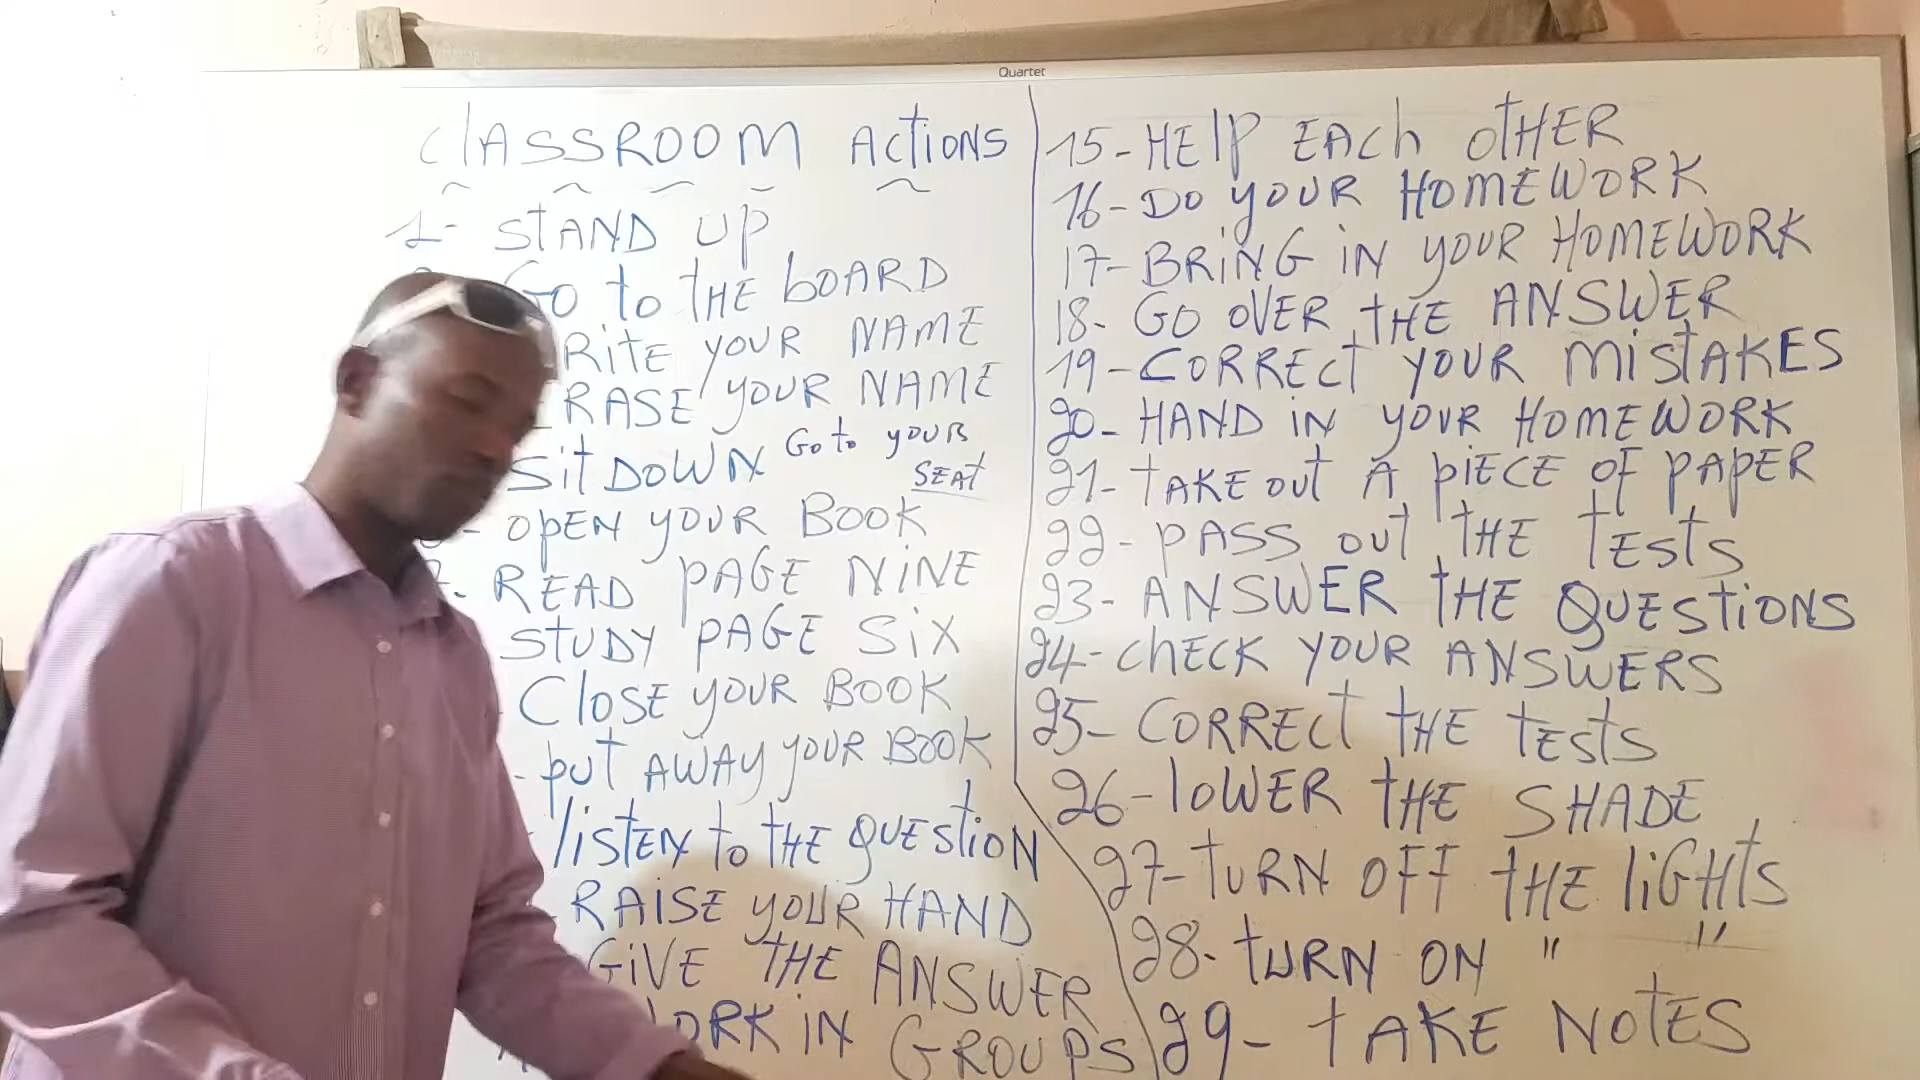 Quartet
CLASSROOM ACTIONS
1- STAND UP
GO TO THE BOARD
RITE YOUR NAME
RASE YOUR NAME
SIT DOWN GO TO YOUR
SEAT
- OPEN YOUR BOOK
- READ PAGE NINE
STUDY PAGE SIX
CLOSE YOUR BOOK
- PUT AWAY YOUR BOOK
- LISTEN TO THE QUESTION
- RAISE YOUR HAND
GIVE THE ANSWER
ORK IN GROUPS
15- HELP EACH OTHER
16- DO YOUR HOMEWORK
17- BRING IN YOUR HOMEWORK
18- GO OVER THE ANSWER
19- CORRECT YOUR MISTAKES
20- HAND IN YOUR HOMEWORK
21- TAKE OUT A PIECE OF PAPER
22- PASS OUT THE TESTS
23- ANSWER THE QUESTIONS
24- CHECK YOUR ANSWERS
25- CORRECT THE TESTS
26- LOWER THE SHADE
27- TURN OFF THE LIGHTS
28- TURN ON " "
29- TAKE NOTES